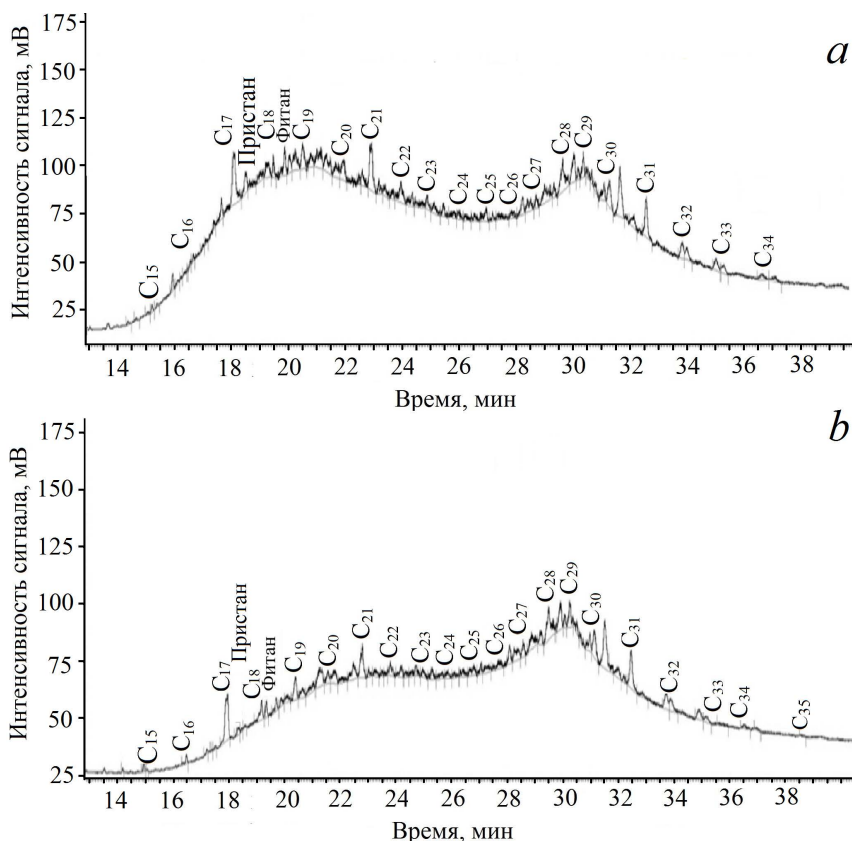 a
Интенсивность сигнала, мВ
175
150
125
100
75
50
25
C15
C16
C17
Пристан
C18
Фитан
C19
C20
C21
C22
C23
C24
C25
C26
C27
C28
C29
C30
C31
C32
C33
C34
14 16 18 20 22 24 26 28 30 32 34 36 38
Время, мин
b
Интенсивность сигнала, мВ
175
150
125
100
75
50
25
C15
C16
C17
Пристан
C18
Фитан
C19
C20
C21
C22
C23
C24
C25
C26
C27
C28
C29
C30
C31
C32
C33
C34
C35
14 16 18 20 22 24 26 28 30 32 34 36 38
Время, мин